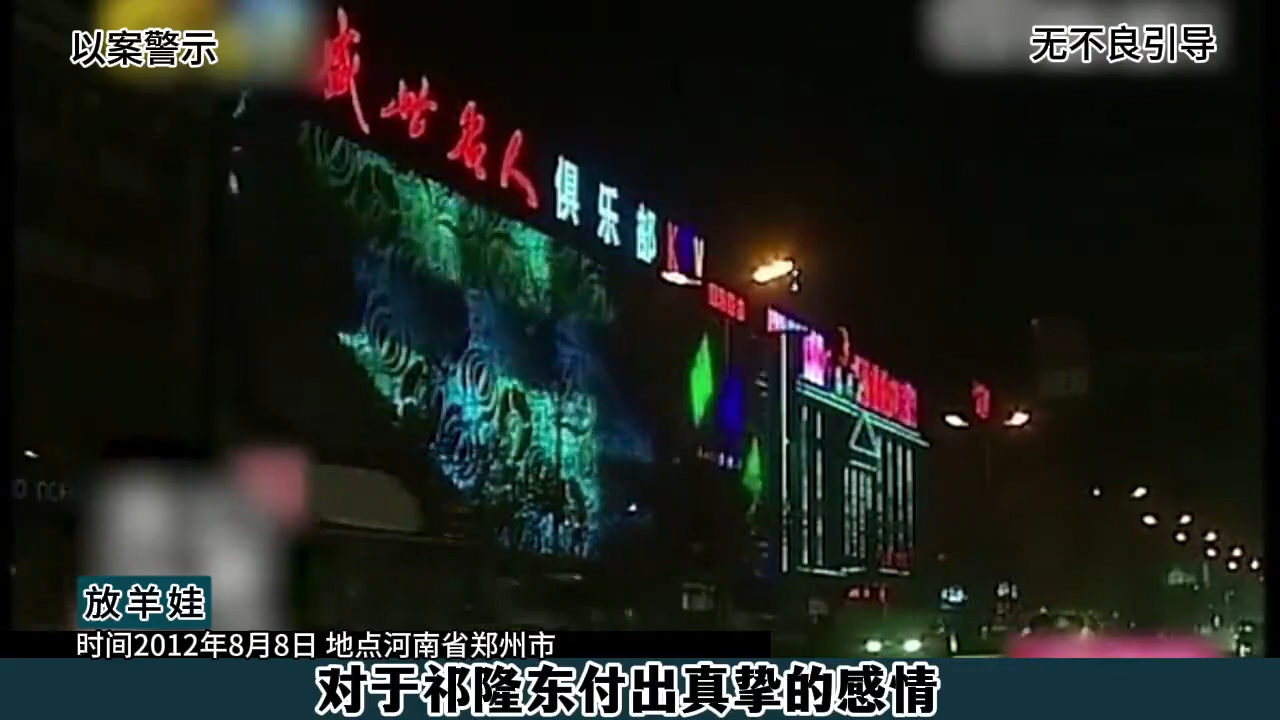 以案警示
无不良引导
盛世名人俱乐部KV
放羊娃
时间2012年8月8日 地点河南省郑州市
对于祁隆东付出真挚的感情